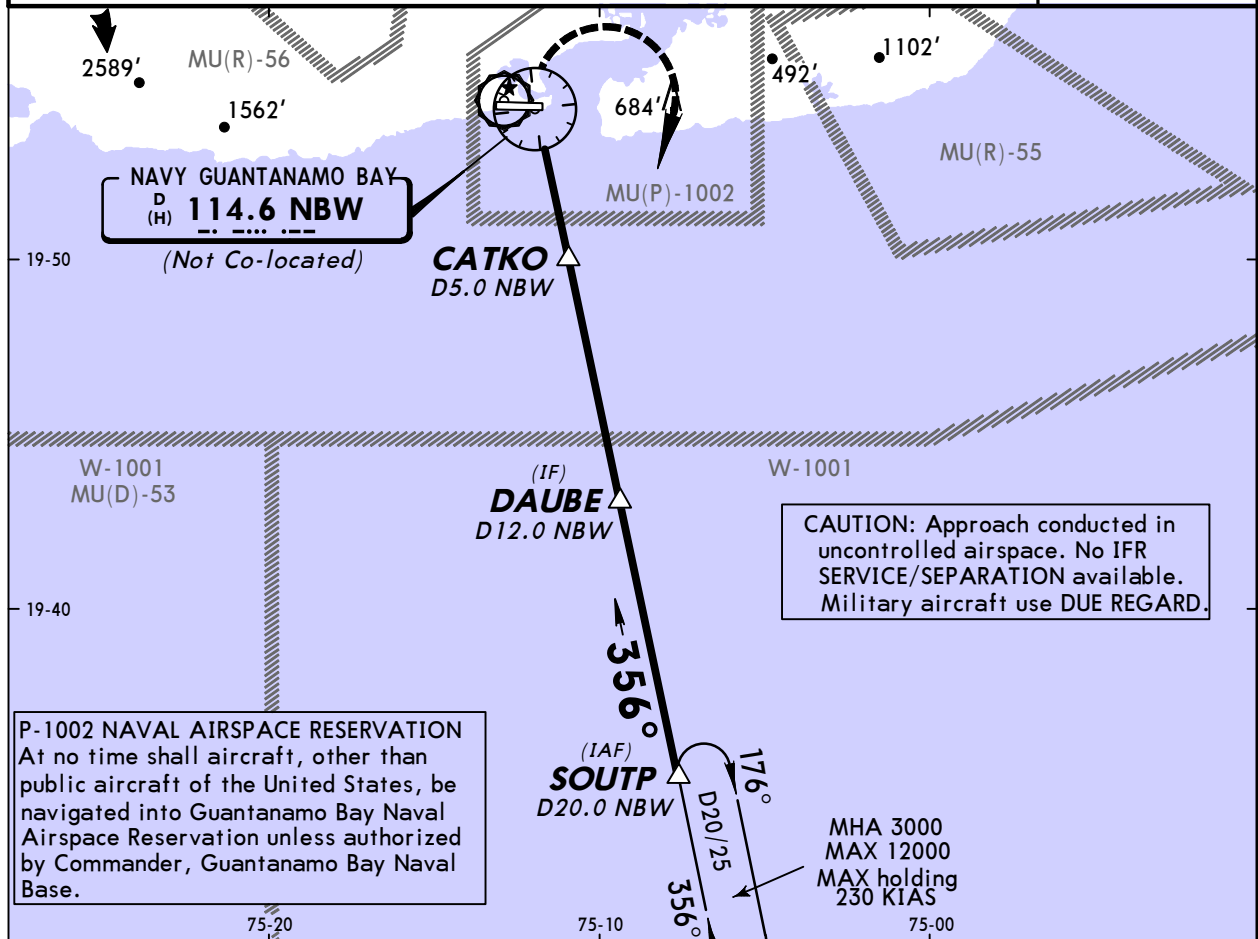 2589'
MU(R)-56
1562'
684'
492'
1102'
MU(R)-55
MU(P)-1002
NAVY GUANTANAMO BAY
D
(H)
114.6 NBW
(Not Co-located)
CATKO
D5.0 NBW
19-50
W-1001
MU(D)-53
W-1001
(IF)
DAUBE
D12.0 NBW
CAUTION: Approach conducted in
uncontrolled airspace. No IFR
SERVICE/SEPARATION available.
Military aircraft use DUE REGARD.
19-40
356°
P-1002 NAVAL AIRSPACE RESERVATION
At no time shall aircraft, other than
public aircraft of the United States, be
navigated into Guantanamo Bay Naval
Airspace Reservation unless authorized
by Commander, Guantanamo Bay Naval
Base.
(IAF)
SOUTP
D20.0 NBW
176°
D20/25
356°
MHA 3000
MAX 12000
MAX holding
230 KIAS
75-20
75-10
75-00